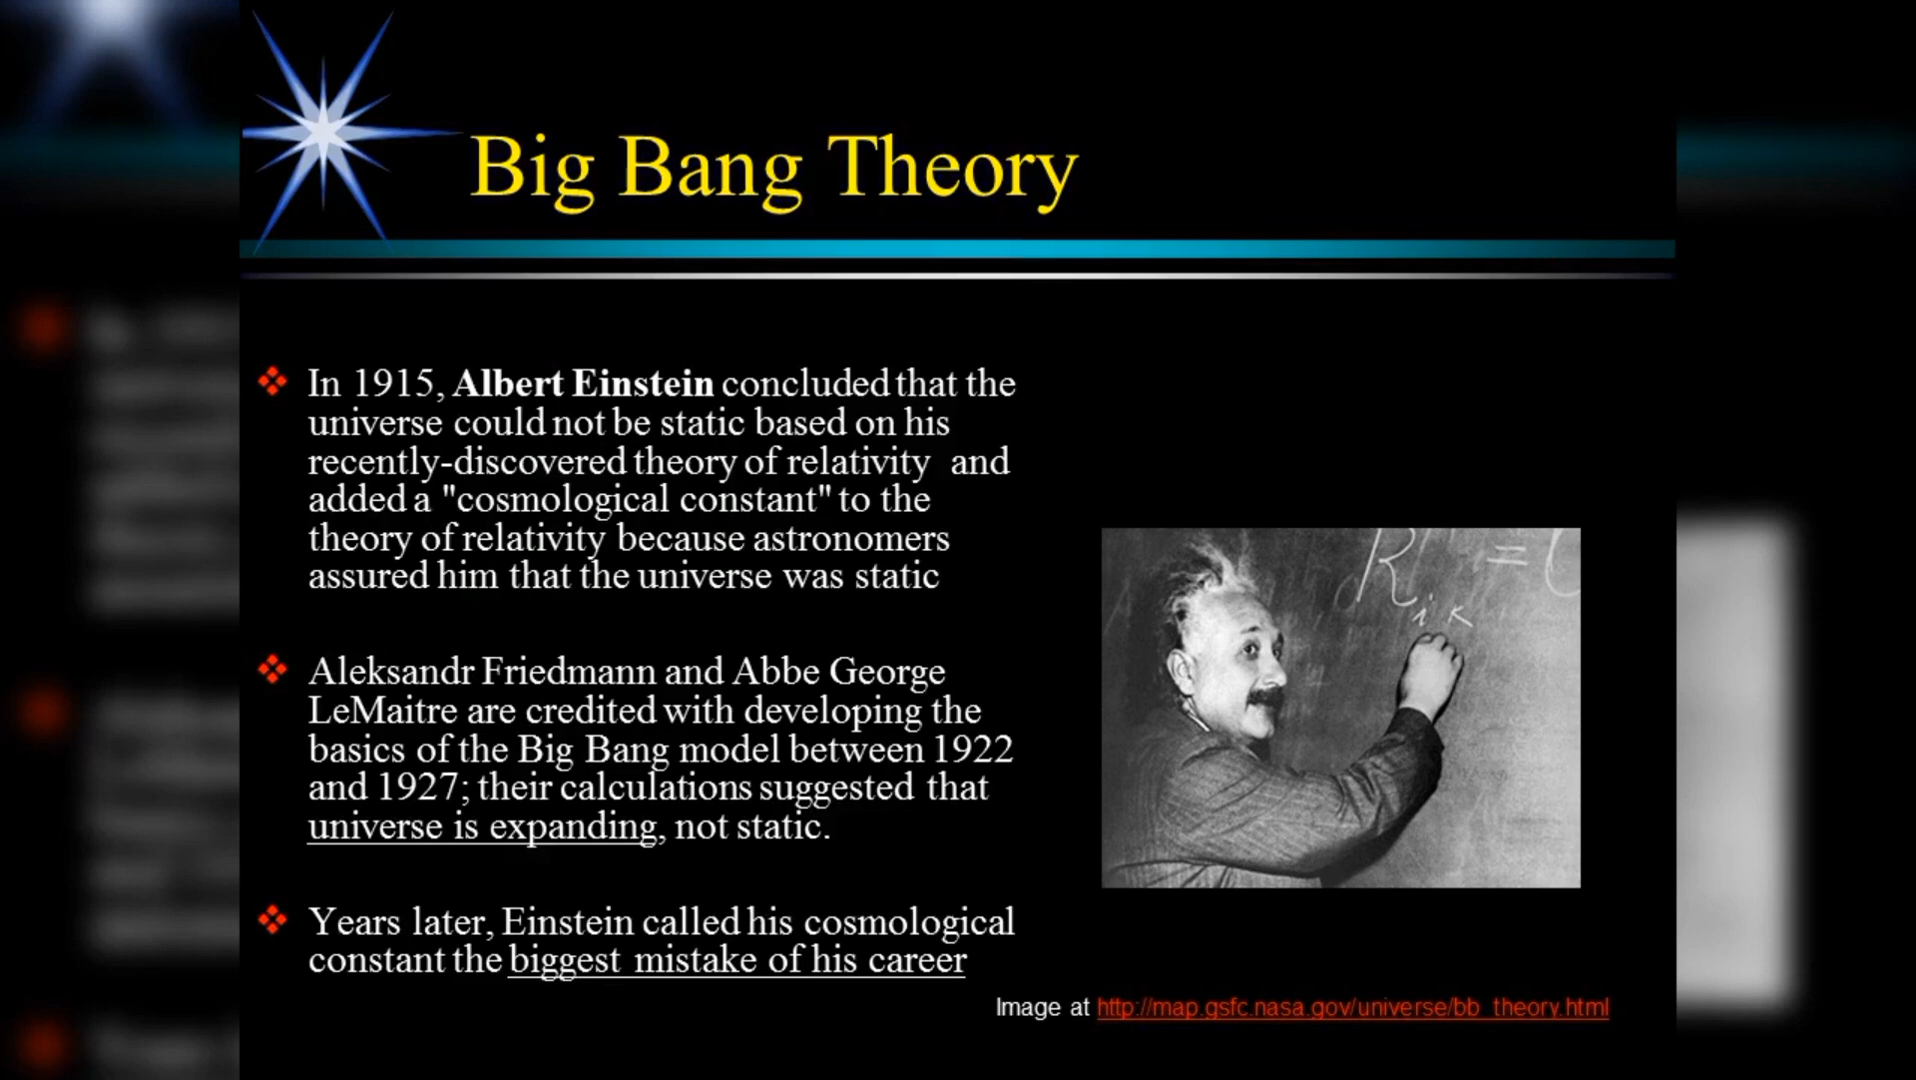 Big Bang Theory
In 1915, Albert Einstein concluded that the
universe could not be static based on his
recently-discovered theory of relativity and
added a "cosmological constant" to the
theory of relativity because astronomers
assured him that the universe was static
Aleksandr Friedmann and Abbe George
LeMaitre are credited with developing the
basics of the Big Bang model between 1922
and 1927; their calculations suggested that
universe is expanding, not static.
Years later, Einstein called his cosmological
constant the biggest mistake of his career
R = C
i k
Image at http://map.gsfc.nasa.gov/universe/bb_theory.html